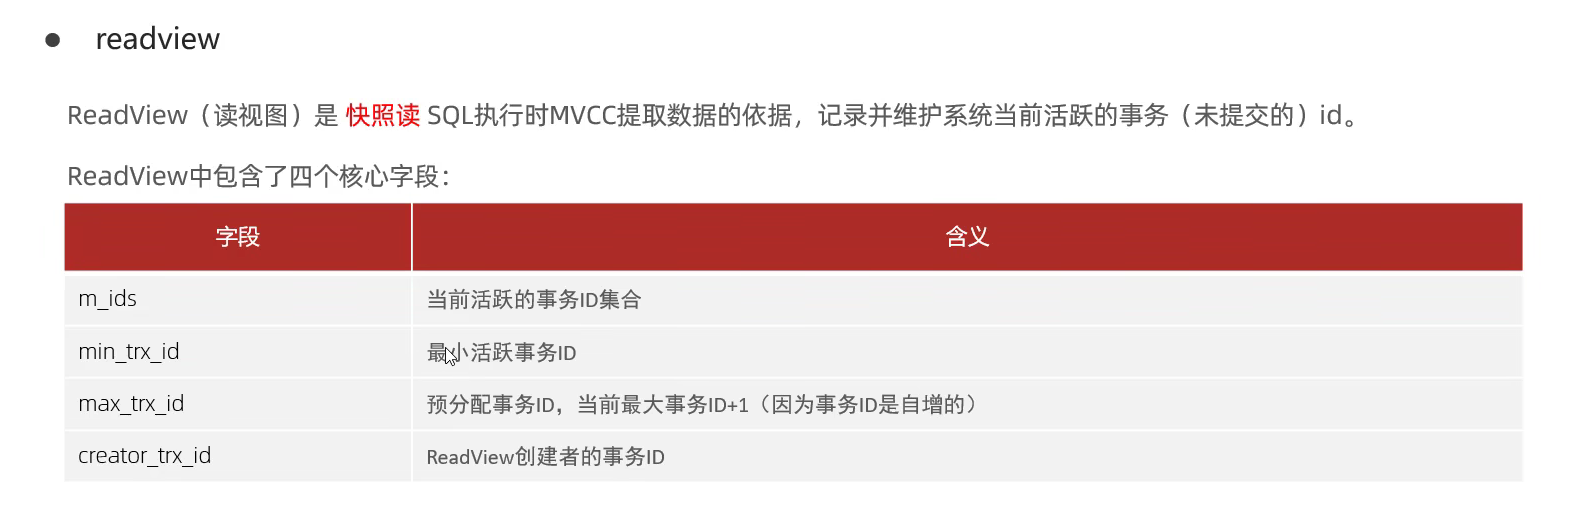 ● readview
ReadView（读视图）是 快照读 SQL执行时MVCC提取数据的依据，记录并维护系统当前活跃的事务（未提交的）id。
ReadView中包含了四个核心字段：
字段 含义
m_ids 当前活跃的事务ID集合
min_trx_id 最小活跃事务ID
max_trx_id 预分配事务ID，当前最大事务ID+1（因为事务ID是自增的）
creator_trx_id ReadView创建者的事务ID